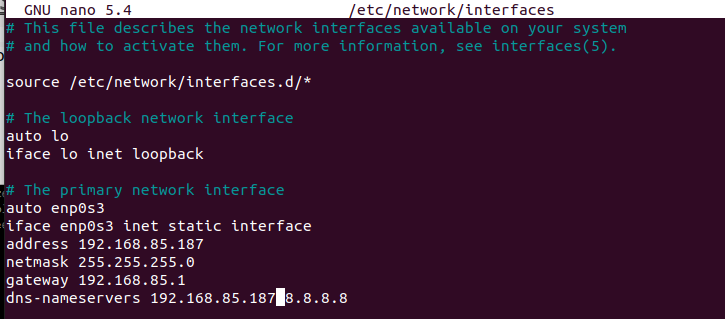 GNU nano 5.4 /etc/network/interfaces
# This file describes the network interfaces available on your system
# and how to activate them. For more information, see interfaces(5).
source /etc/network/interfaces.d/*
# The loopback network interface
auto lo
iface lo inet loopback
# The primary network interface
auto enp0s3
iface enp0s3 inet static interface
address 192.168.85.187
netmask 255.255.255.0
gateway 192.168.85.1
dns-nameservers 192.168.85.187 8.8.8.8